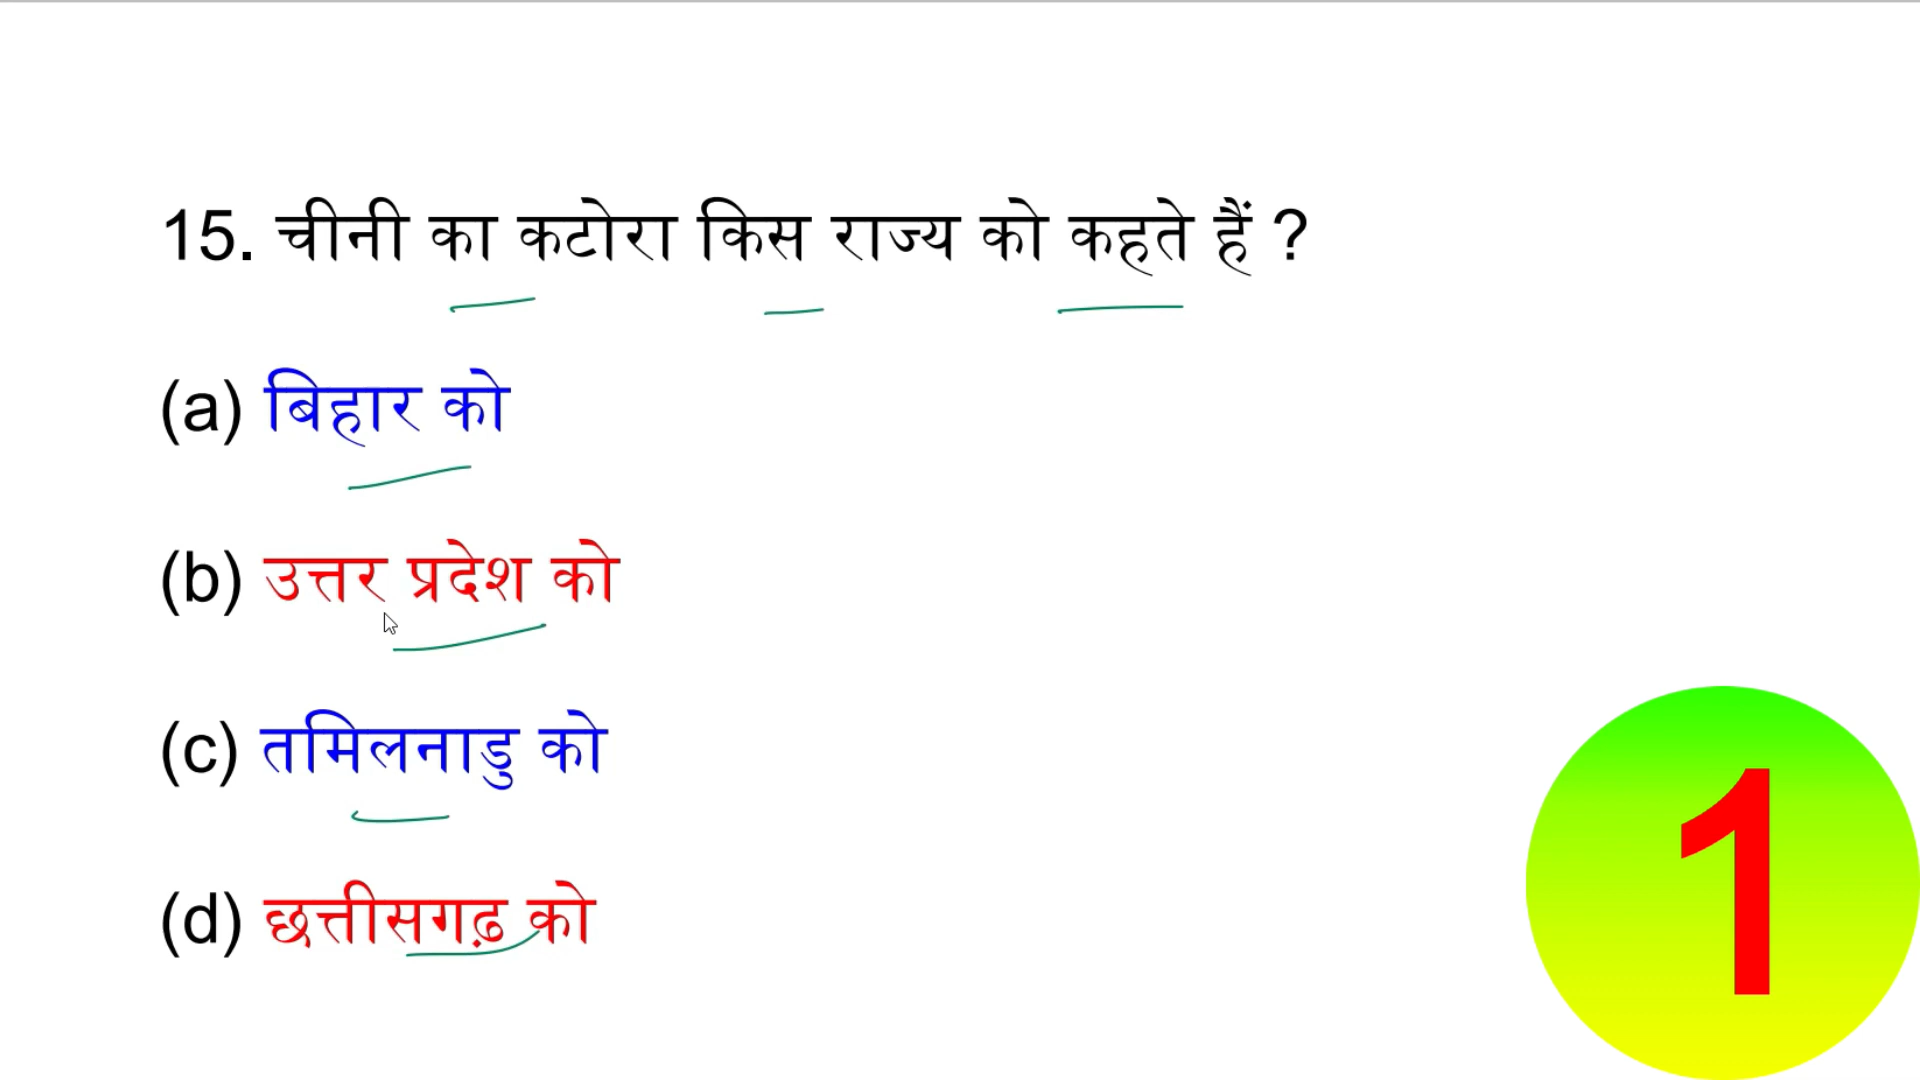 15. चीनी का कटोरा किस राज्य को कहते हैं ?
(a) बिहार को
(b) उत्तर प्रदेश को
(c) तमिलनाडु को
(d) छत्तीसगढ़ को
1